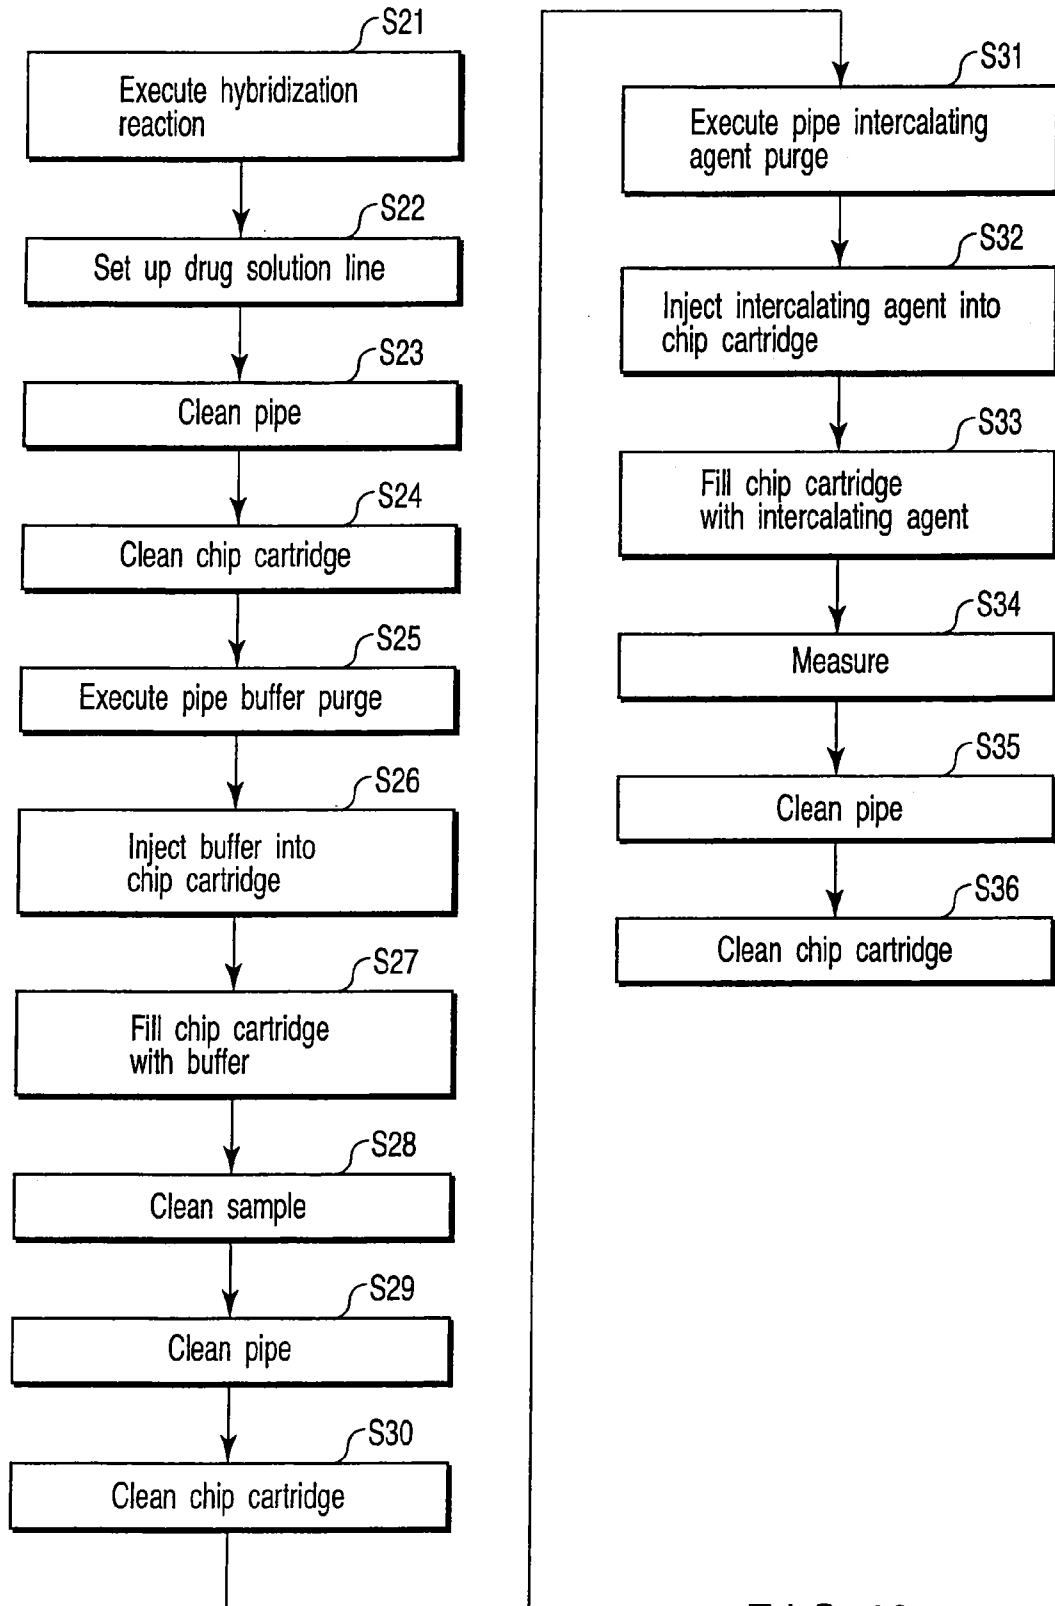 S21
Execute hybridization
reaction
S22
Set up drug solution line
S23
Clean pipe
S24
Clean chip cartridge
S25
Execute pipe buffer purge
S26
Inject buffer into
chip cartridge
S27
Fill chip cartridge
with buffer
S28
Clean sample
S29
Clean pipe
S30
Clean chip cartridge
S31
Execute pipe intercalating
agent purge
S32
Inject intercalating agent into
chip cartridge
S33
Fill chip cartridge
with intercalating agent
S34
Measure
S35
Clean pipe
S36
Clean chip cartridge